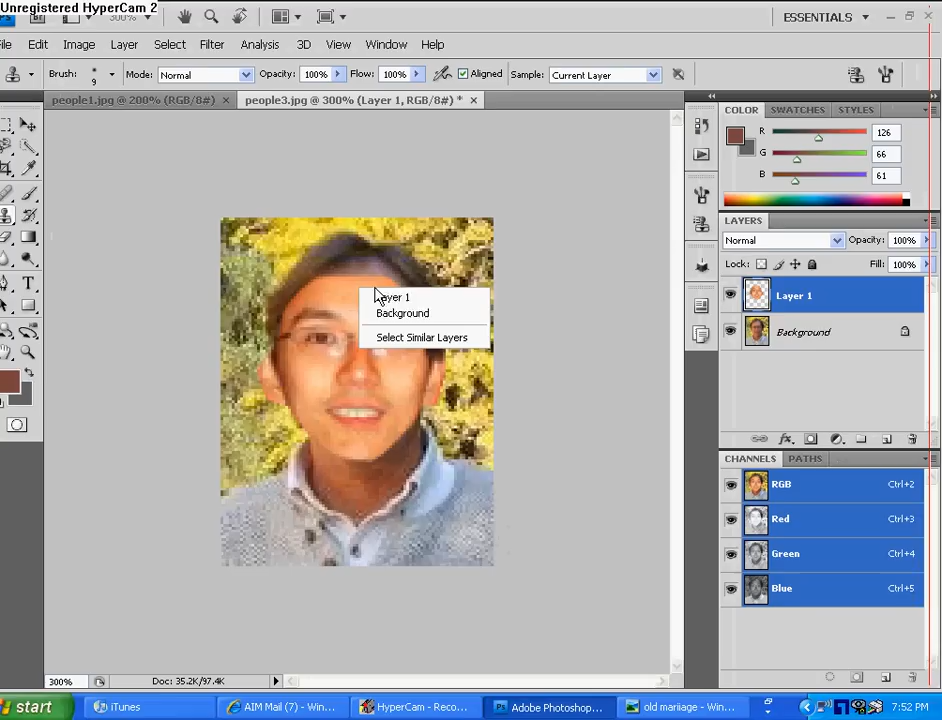 Unregistered HyperCam 2
Ps Br 300% ESSENTIALS
File Edit Image Layer Select Filter Analysis 3D View Window Help
Brush: 9 Mode: Normal Opacity: 100% Flow: 100% Aligned Sample: Current Layer
people1.jpg @ 200% (RGB/8#) people3.jpg @ 300% (Layer 1, RGB/8#) *
COLOR SWATCHES STYLES
R 126
G 66
B 61
LAYERS
Normal Opacity: 100%
Lock: Fill: 100%
Layer 1
Background
Layer 1
Background
Select Similar Layers
CHANNELS PATHS
RGB Ctrl+2
Red Ctrl+3
Green Ctrl+4
Blue Ctrl+5
300% Doc: 35.2K/97.4K
start iTunes AIM Mail (7) - Win... HyperCam - Reco... Adobe Photoshop... old mariiage - Win... 7:52 PM